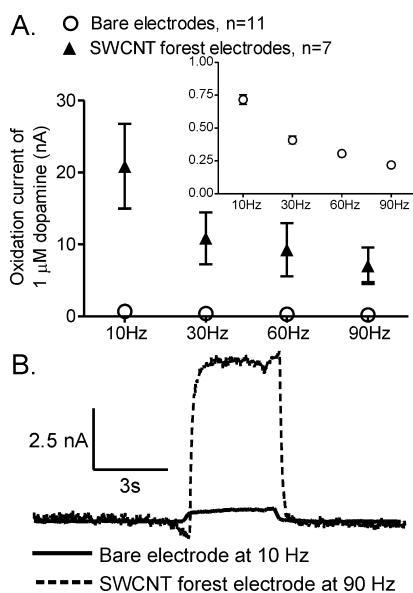 A.
Bare electrodes, n=11
SWCNT forest electrodes, n=7
Oxidation current of
1 μM dopamine (nA)
30
20
10
0
10Hz 30Hz 60Hz 90Hz
1.00
0.75
0.50
0.25
0.00
10Hz 30Hz 60Hz 90Hz
B.
2.5 nA
3s
Bare electrode at 10 Hz
SWCNT forest electrode at 90 Hz